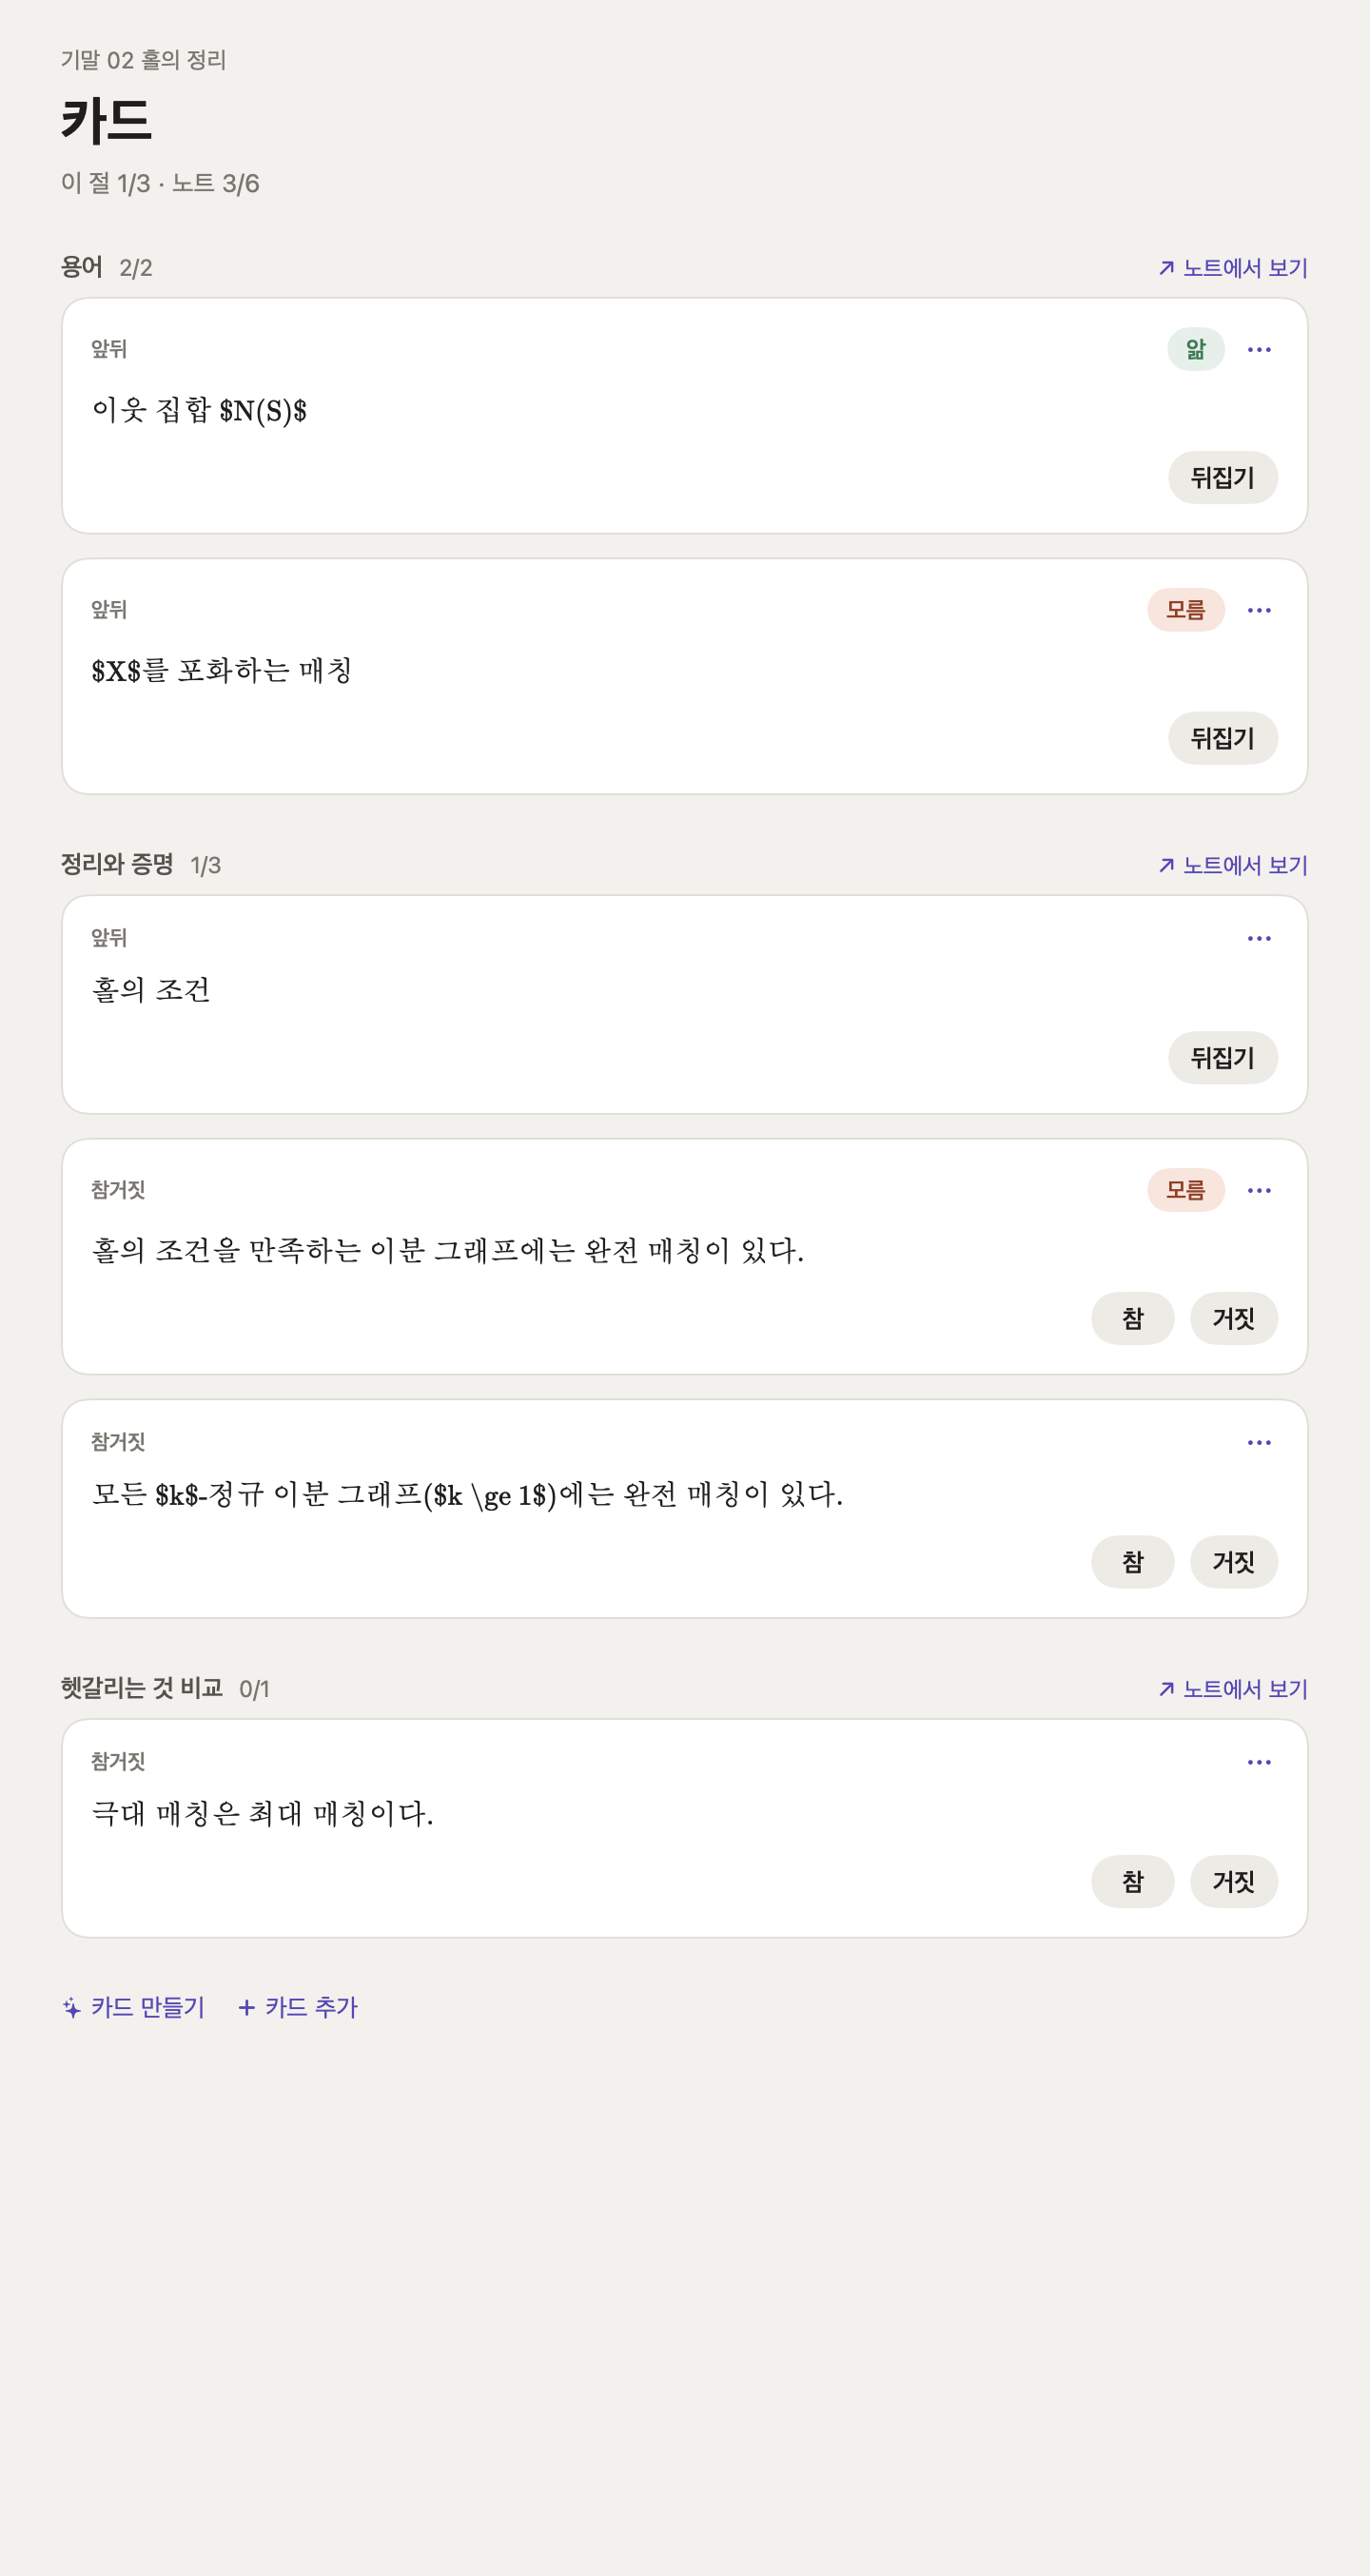 기말 02 홀의 정리
카드
이 절 1/3 · 노트 3/6
용어 2/2
노트에서 보기
앞뒤
앎
이웃 집합 $N(S)$
뒤집기
앞뒤
모름
$X$를 포화하는 매칭
뒤집기
정리와 증명 1/3
노트에서 보기
앞뒤
홀의 조건
뒤집기
참거짓
모름
홀의 조건을 만족하는 이분 그래프에는 완전 매칭이 있다.
참 거짓
참거짓
모든 $k$-정규 이분 그래프($k \ge 1$)에는 완전 매칭이 있다.
참 거짓
헷갈리는 것 비교 0/1
노트에서 보기
참거짓
극대 매칭은 최대 매칭이다.
참 거짓
카드 만들기 + 카드 추가